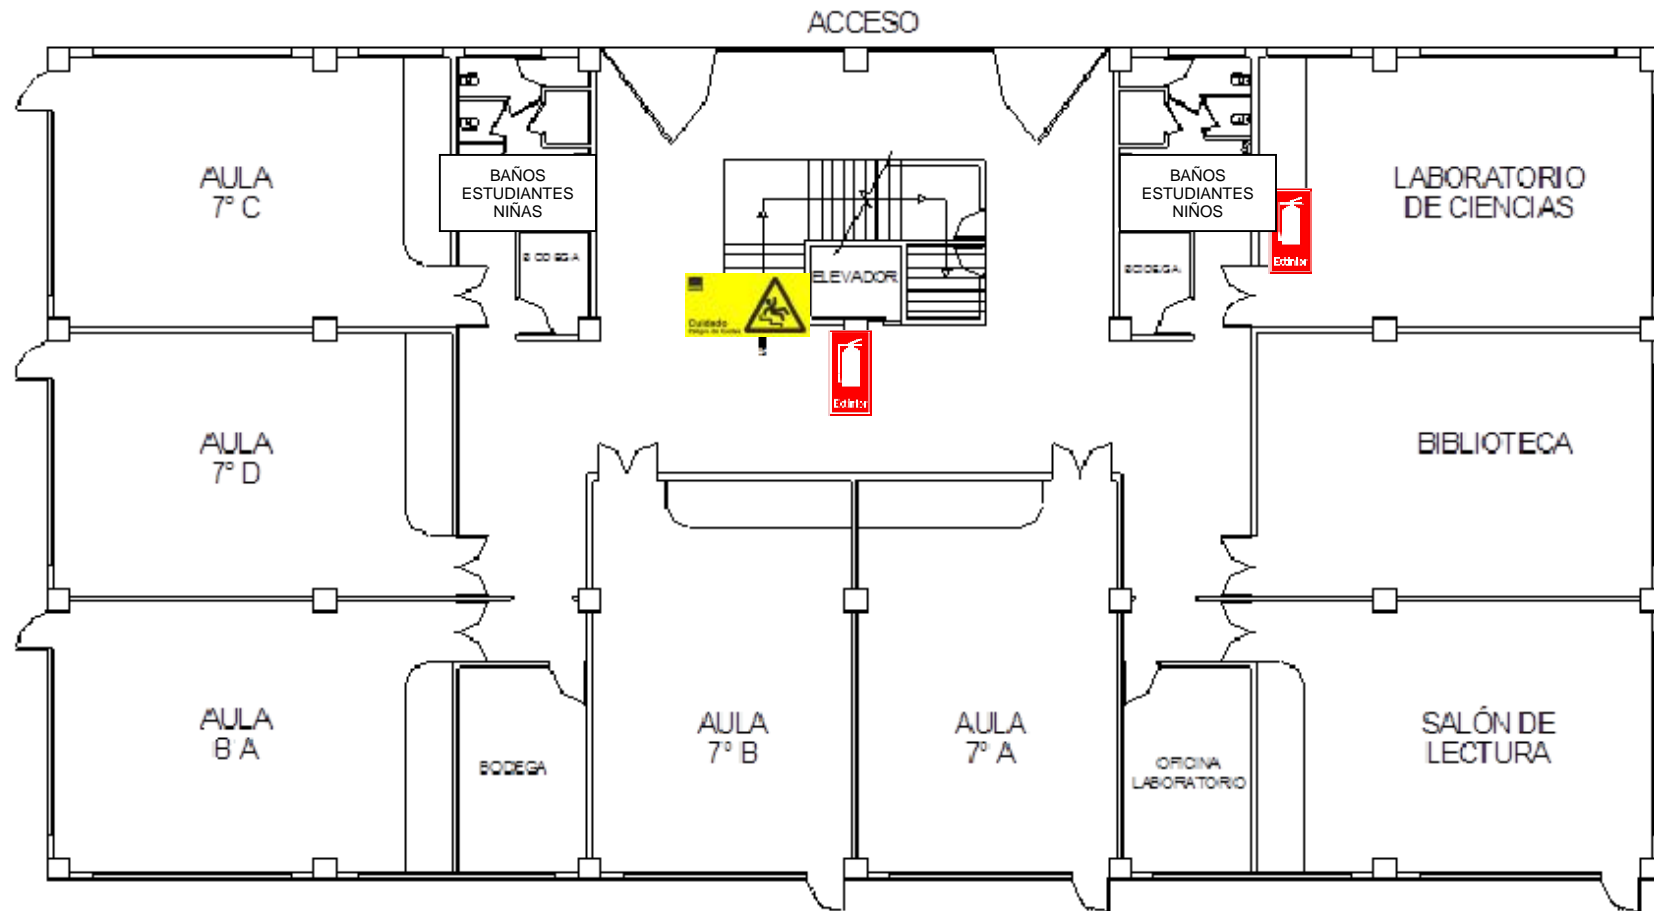 ACCESO
AULA
7° C
BAÑOS
ESTUDIANTES
NIÑAS
BODEGA
ELEVADOR
Cuidado
Extintor
BAÑOS
ESTUDIANTES
NIÑOS
BODEGA
Extintor
LABORATORIO
DE CIENCIAS
AULA
7° D
BIBLIOTECA
AULA
8 A
BODEGA
AULA
7° B
AULA
7° A
OFICINA
LABORATORIO
SALÓN DE
LECTURA